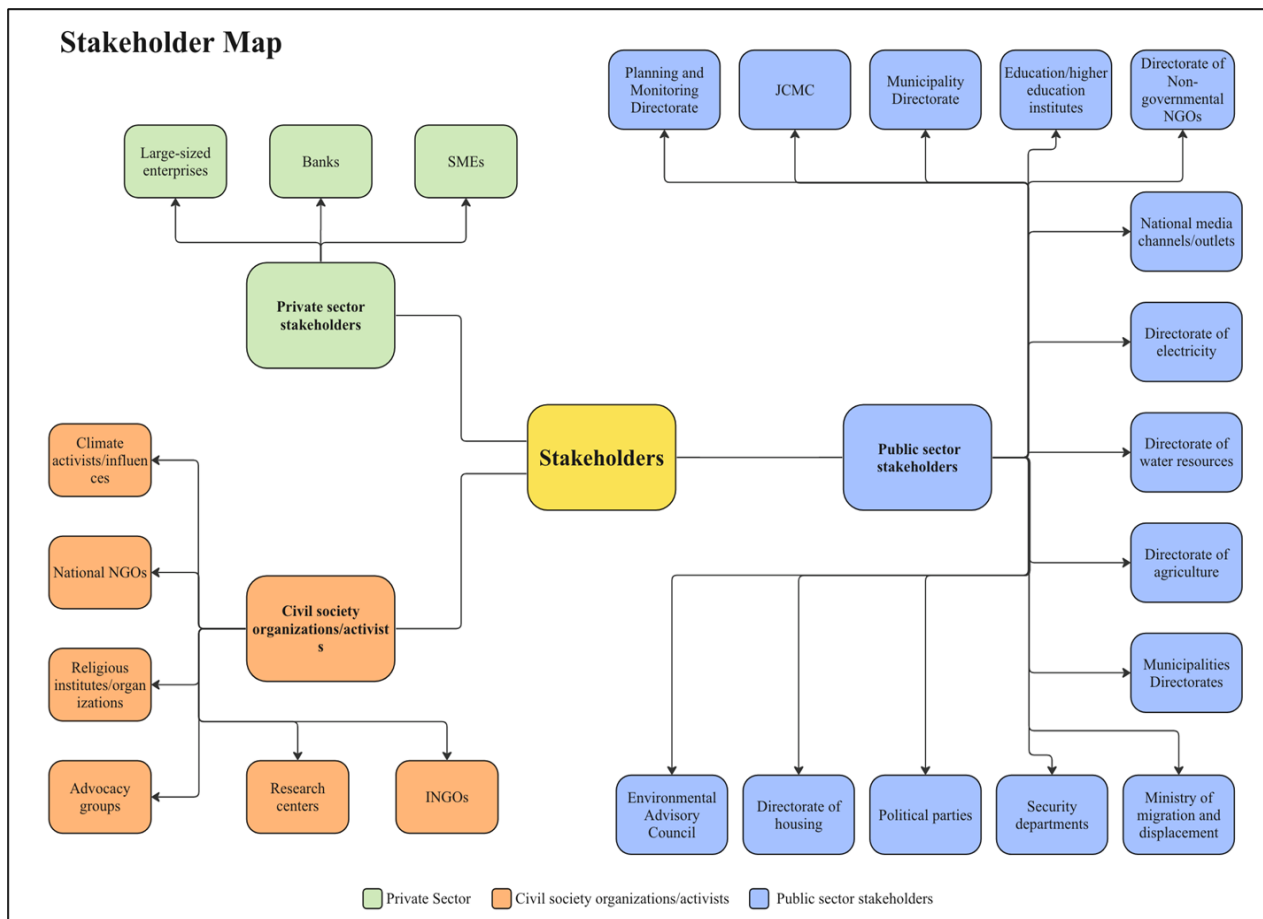 Stakeholder Map
Planning and
Monitoring
Directorate
JCMC
Municipality
Directorate
Education/higher
education
institutes
Directorate of
Non-
governmental
NGOs
Large-sized
enterprises
Banks
SMEs
National media
channels/outlets
Private sector
stakeholders
Directorate of
electricity
Climate
activists/influen
ces
Stakeholders
Public sector
stakeholders
Directorate of
water resources
National NGOs
Civil society
organizations/activist
s
Directorate of
agriculture
Religious
institutes/organ
izations
Municipalities
Directorates
Advocacy
groups
Research
centers
INGOs
Environmental
Advisory
Council
Directorate of
housing
Political parties
Security
departments
Ministry of
migration and
displacement
Private Sector
Civil society organizations/activists
Public sector stakeholders